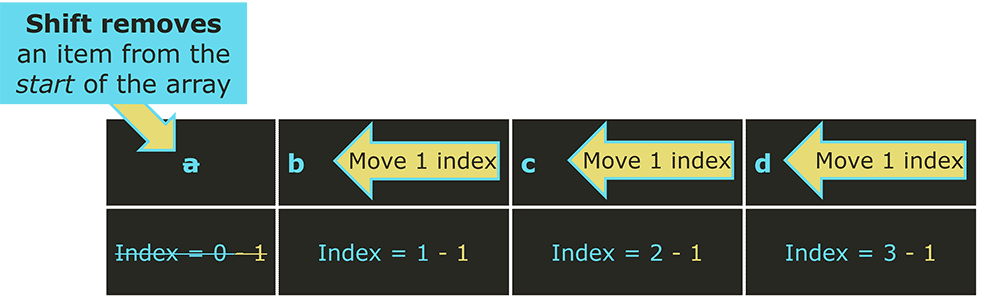 Shift removes
an item from the
start of the array
a
b
Move 1 index
c
Move 1 index
d
Move 1 index
Index = 0 - 1
Index = 1 - 1
Index = 2 - 1
Index = 3 - 1